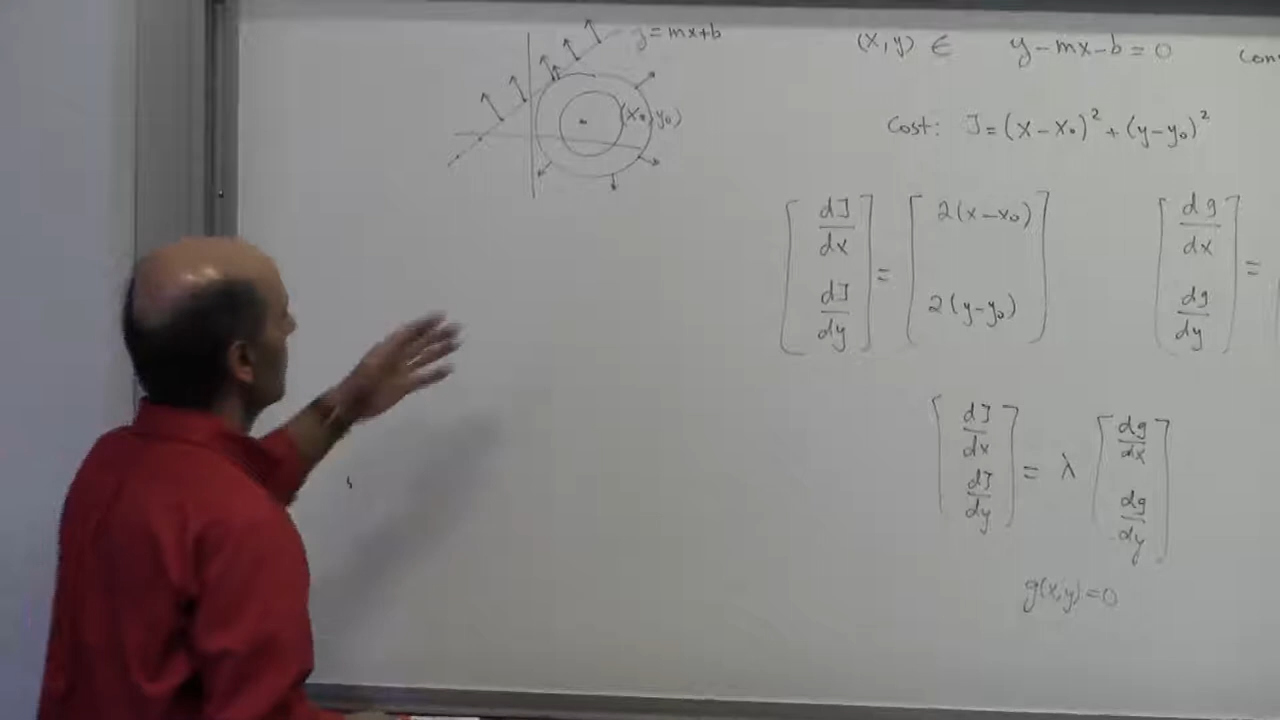 y = mx+b
(x, y) ∈ y - mx - b = 0
(x₀, y₀)
Cost: J = (x - x₀)² + (y - y₀)²
[dJ/dx dJ/dy] = [2(x - x₀) 2(y - y₀)]
[dg/dx dg/dy] =
[dJ/dx dJ/dy] = λ [dg/dx dg/dy]
g(x,y) = 0